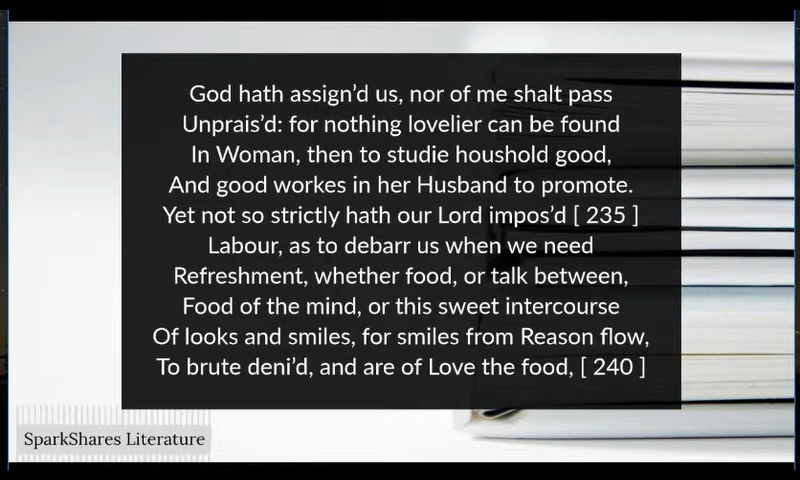 God hath assign’d us, nor of me shalt pass
Unprais’d: for nothing lovelier can be found
In Woman, then to studie houshold good,
And good workes in her Husband to promote.
Yet not so strictly hath our Lord impos’d [ 235 ]
Labour, as to debarr us when we need
Refreshment, whether food, or talk between,
Food of the mind, or this sweet intercourse
Of looks and smiles, for smiles from Reason flow,
To brute deni’d, and are of Love the food, [ 240 ]
SparkShares Literature